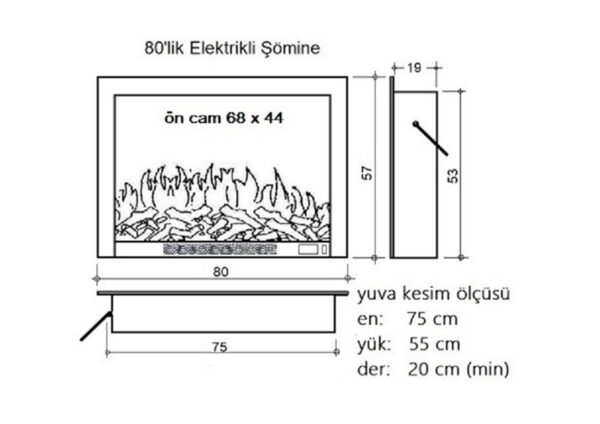 80'lik Elektrikli Şömine
19
ön cam 68 x 44
57
53
80
75
yuva kesim ölçüsü
en: 75 cm
yük: 55 cm
der: 20 cm (min)